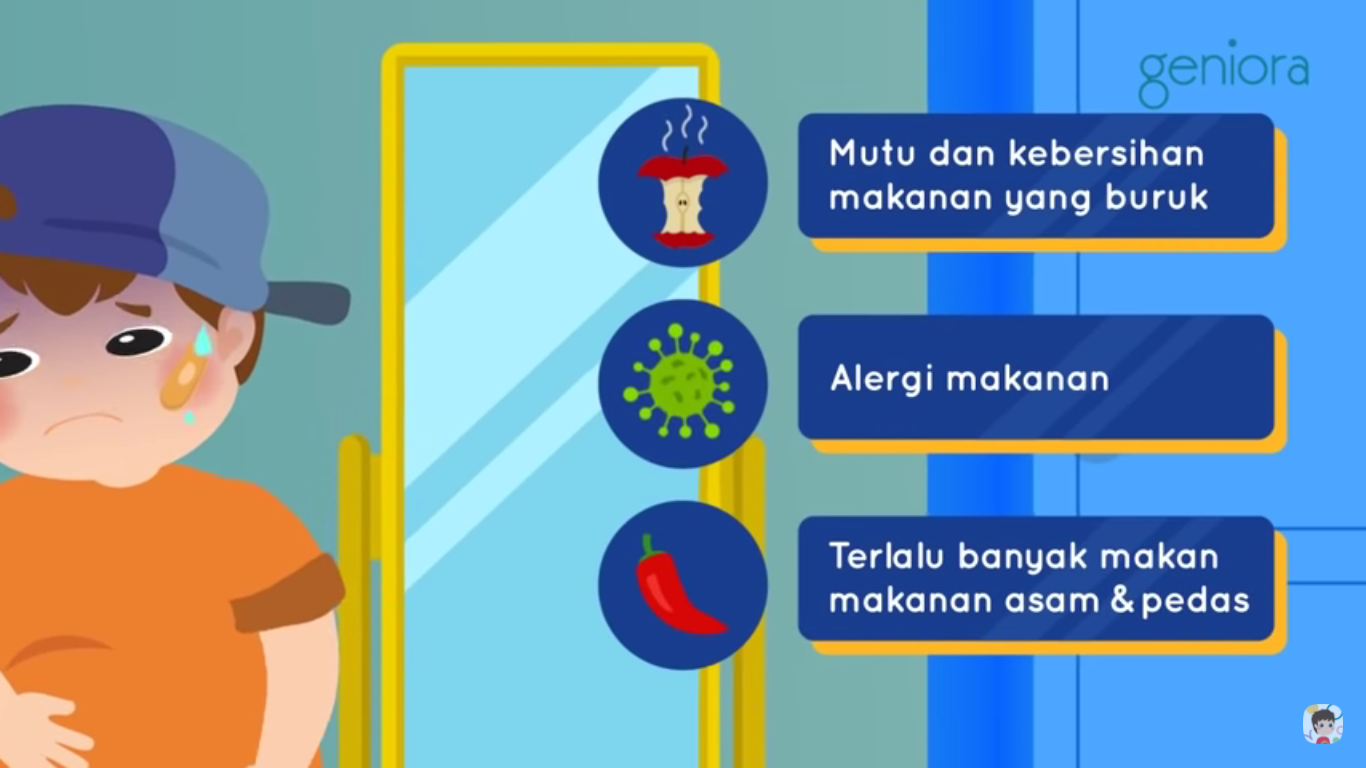 geniora
Mutu dan kebersihan
makanan yang buruk
Alergi makanan
Terlalu banyak makan
makanan asam & pedas